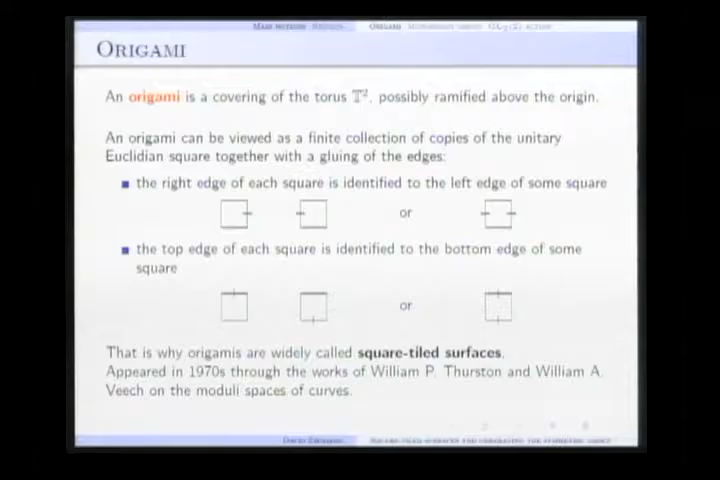 ORIGAMI
An origami is a covering of the torus 𝕋², possibly ramified above the origin.
An origami can be viewed as a finite collection of copies of the unitary
Euclidian square together with a gluing of the edges:
the right edge of each square is identified to the left edge of some square
or
the top edge of each square is identified to the bottom edge of some
square
or
That is why origamis are widely called square-tiled surfaces.
Appeared in 1970s through the works of William P. Thurston and William A.
Veech on the moduli spaces of curves.